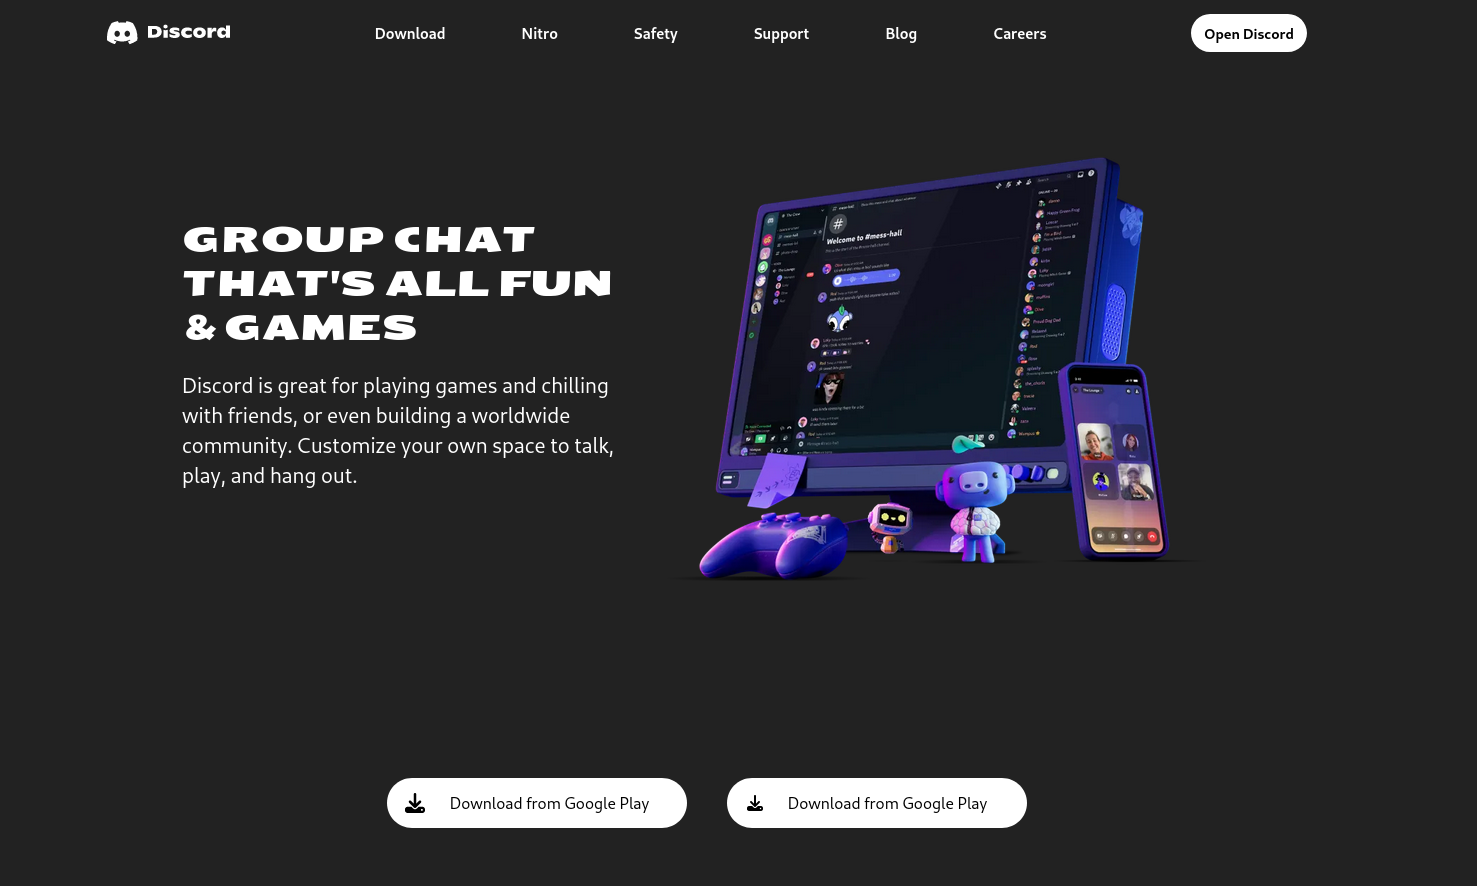 Discord
Download
Nitro
Safety
Support
Blog
Careers
Open Discord
GROUP CHAT
THAT'S ALL FUN
& GAMES
Discord is great for playing games and chilling
with friends, or even building a worldwide
community. Customize your own space to talk,
play, and hang out.
Welcome to #mess-hall
Download from Google Play
Download from Google Play